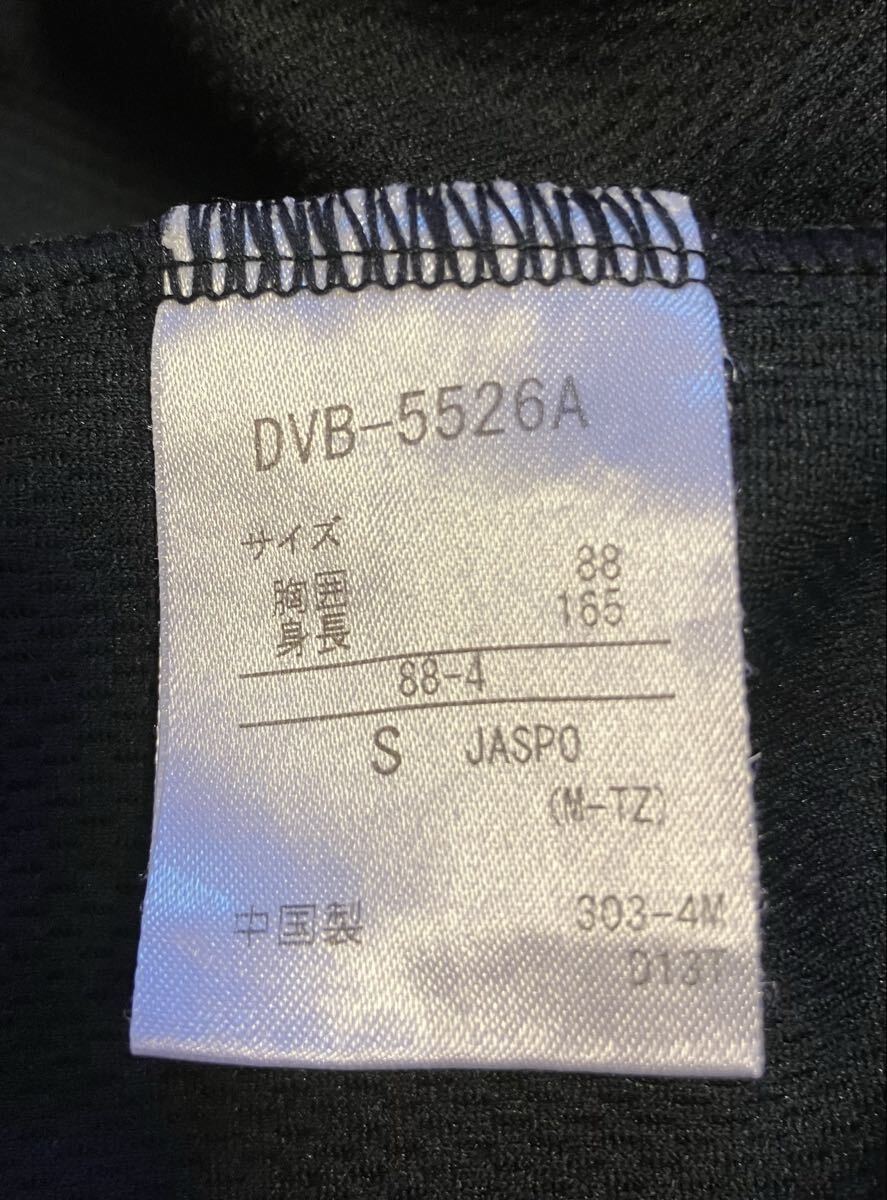 DVB-5526A
サイズ
胸囲 88
身長 165
88-4
S JASPO
(M-TZ)
中国製 303-4M
D13T